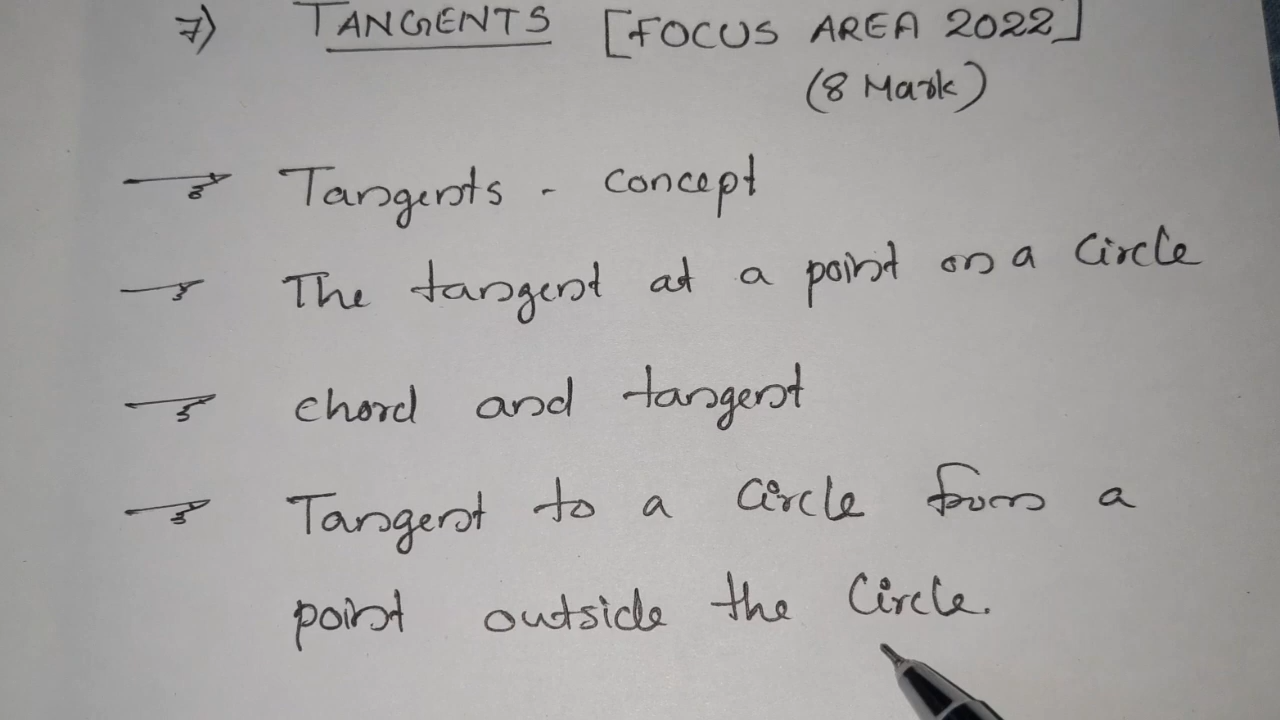 7) TANGENTS [FOCUS AREA 2022]
(8 Mark)
→ Tangents - concept
→ The tangent at a point on a circle
→ chord and tangent
→ Tangent to a circle from a
point outside the circle.